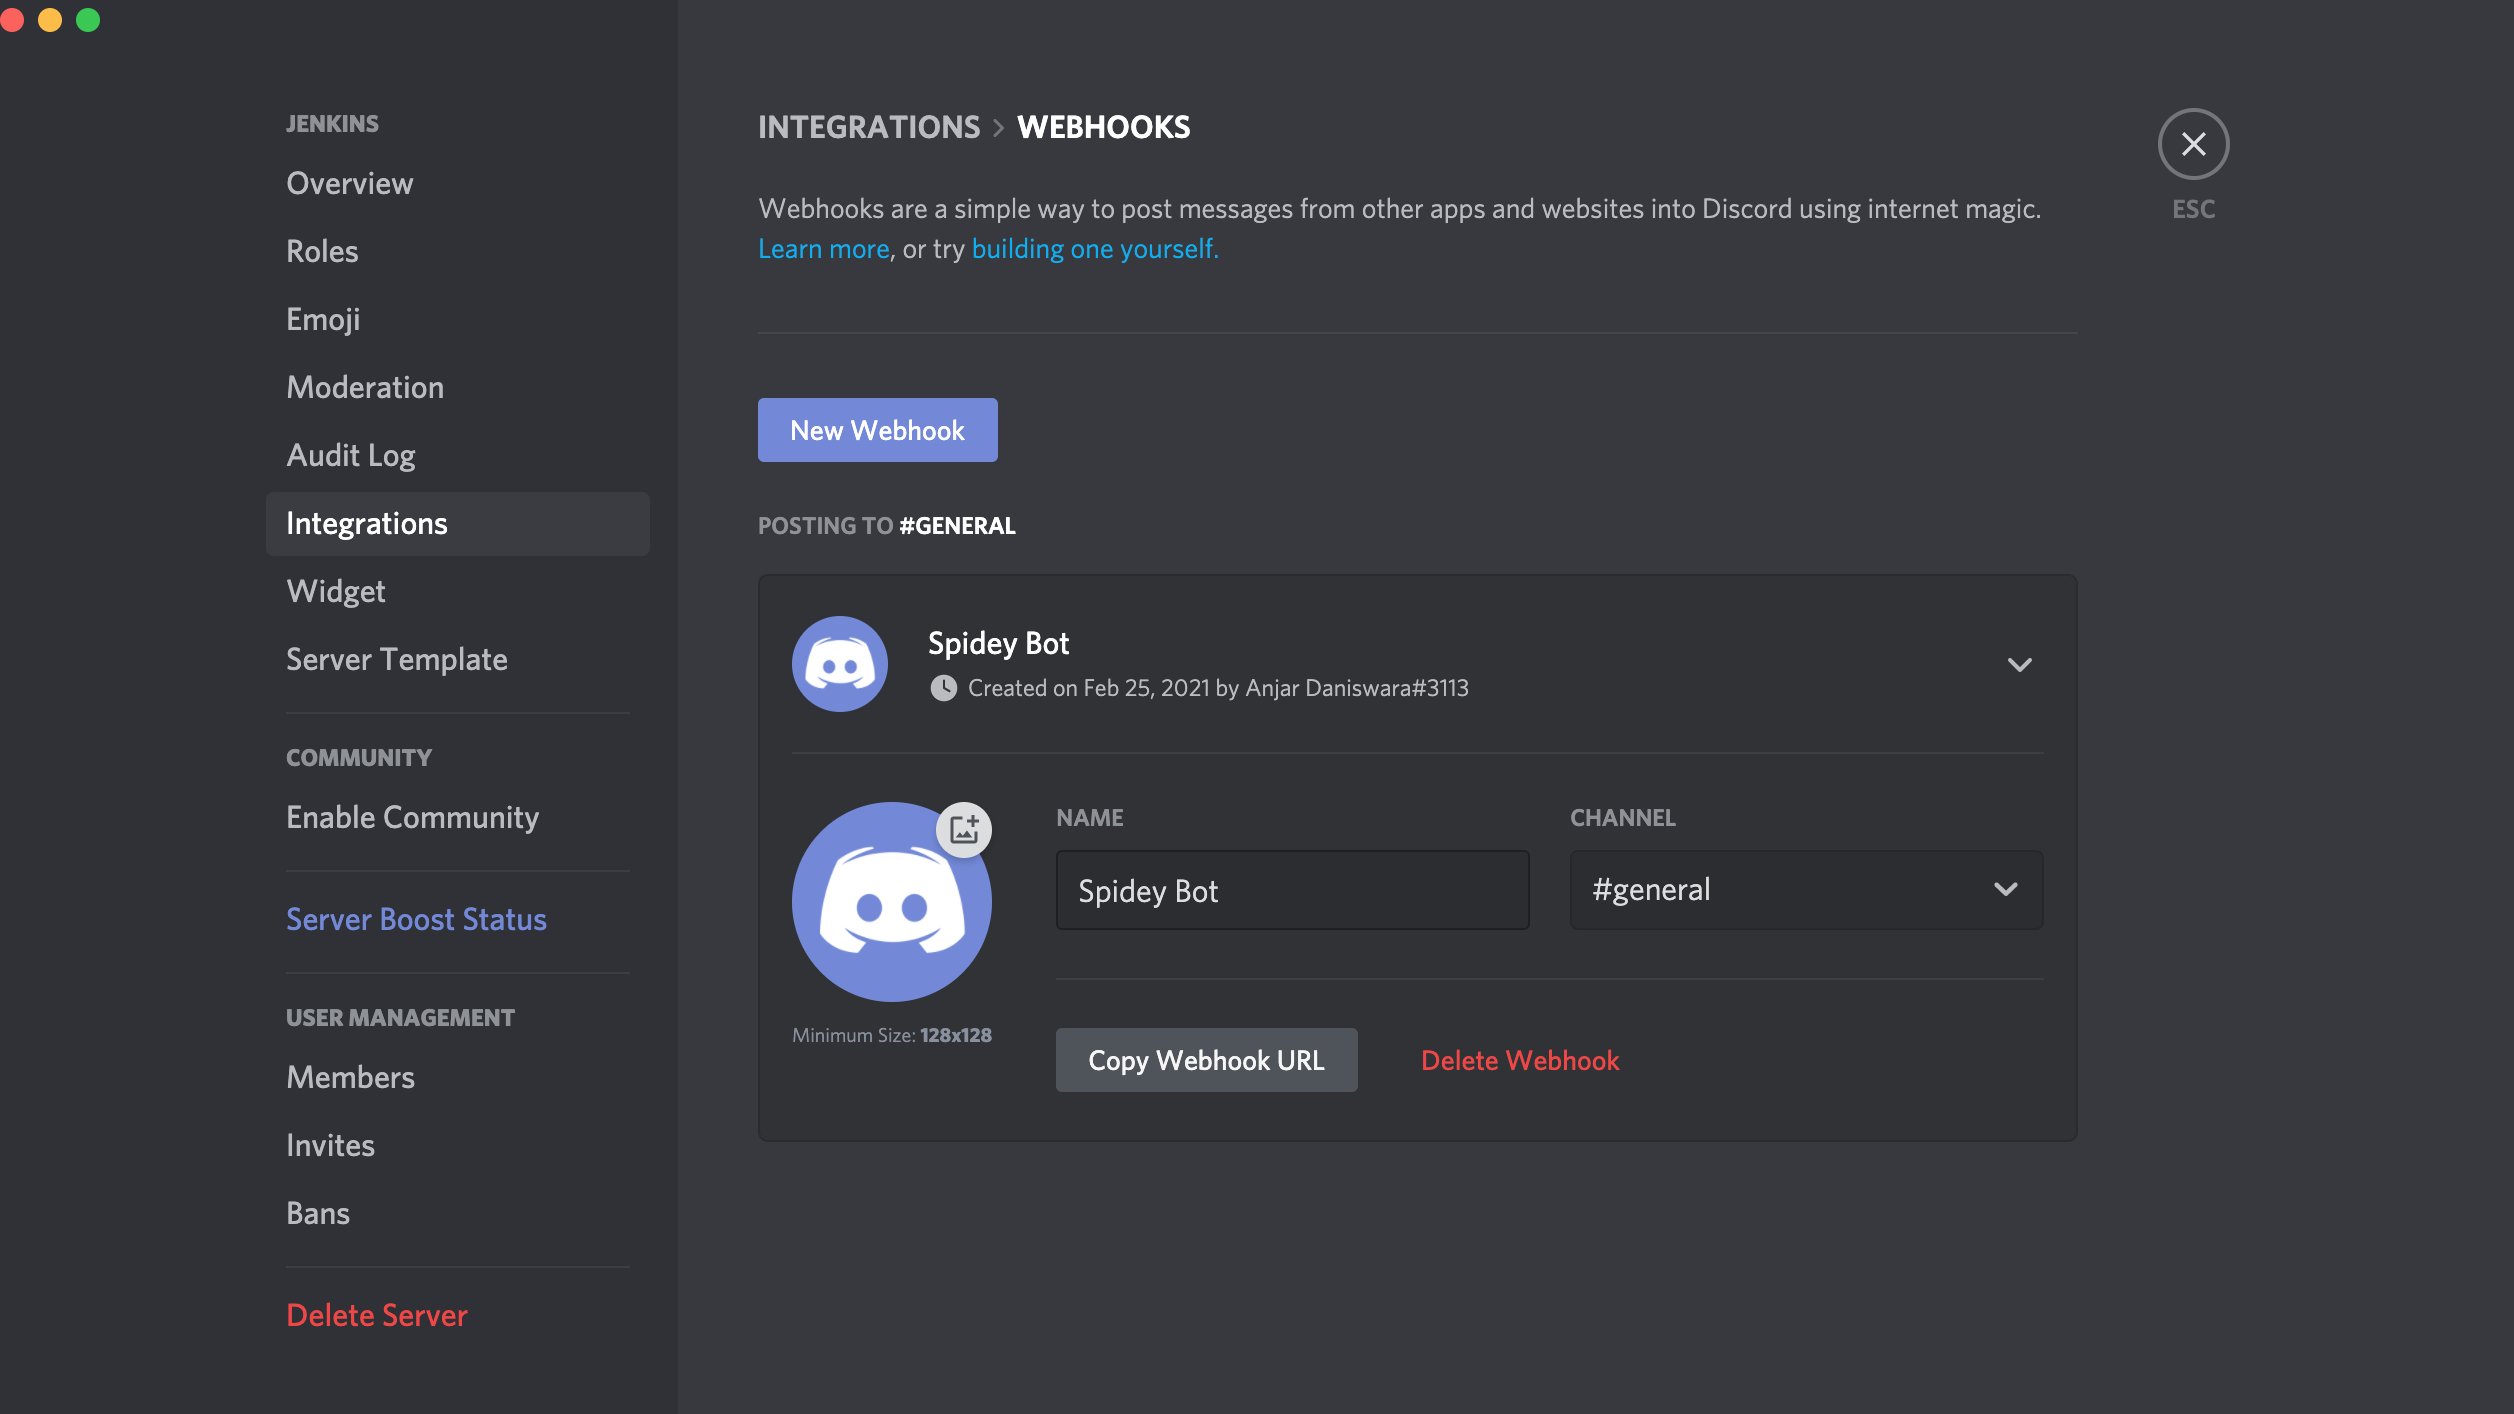 JENKINS
Overview
Roles
Emoji
Moderation
Audit Log
Integrations
Widget
Server Template
COMMUNITY
Enable Community
Server Boost Status
USER MANAGEMENT
Members
Invites
Bans
Delete Server
INTEGRATIONS > WEBHOOKS
Webhooks are a simple way to post messages from other apps and websites into Discord using internet magic.
Learn more, or try building one yourself.
New Webhook
POSTING TO #GENERAL
Spidey Bot
Created on Feb 25, 2021 by Anjar Daniswara#3113
Minimum Size: 128x128
NAME
Spidey Bot
CHANNEL
#general
Copy Webhook URL
Delete Webhook
ESC